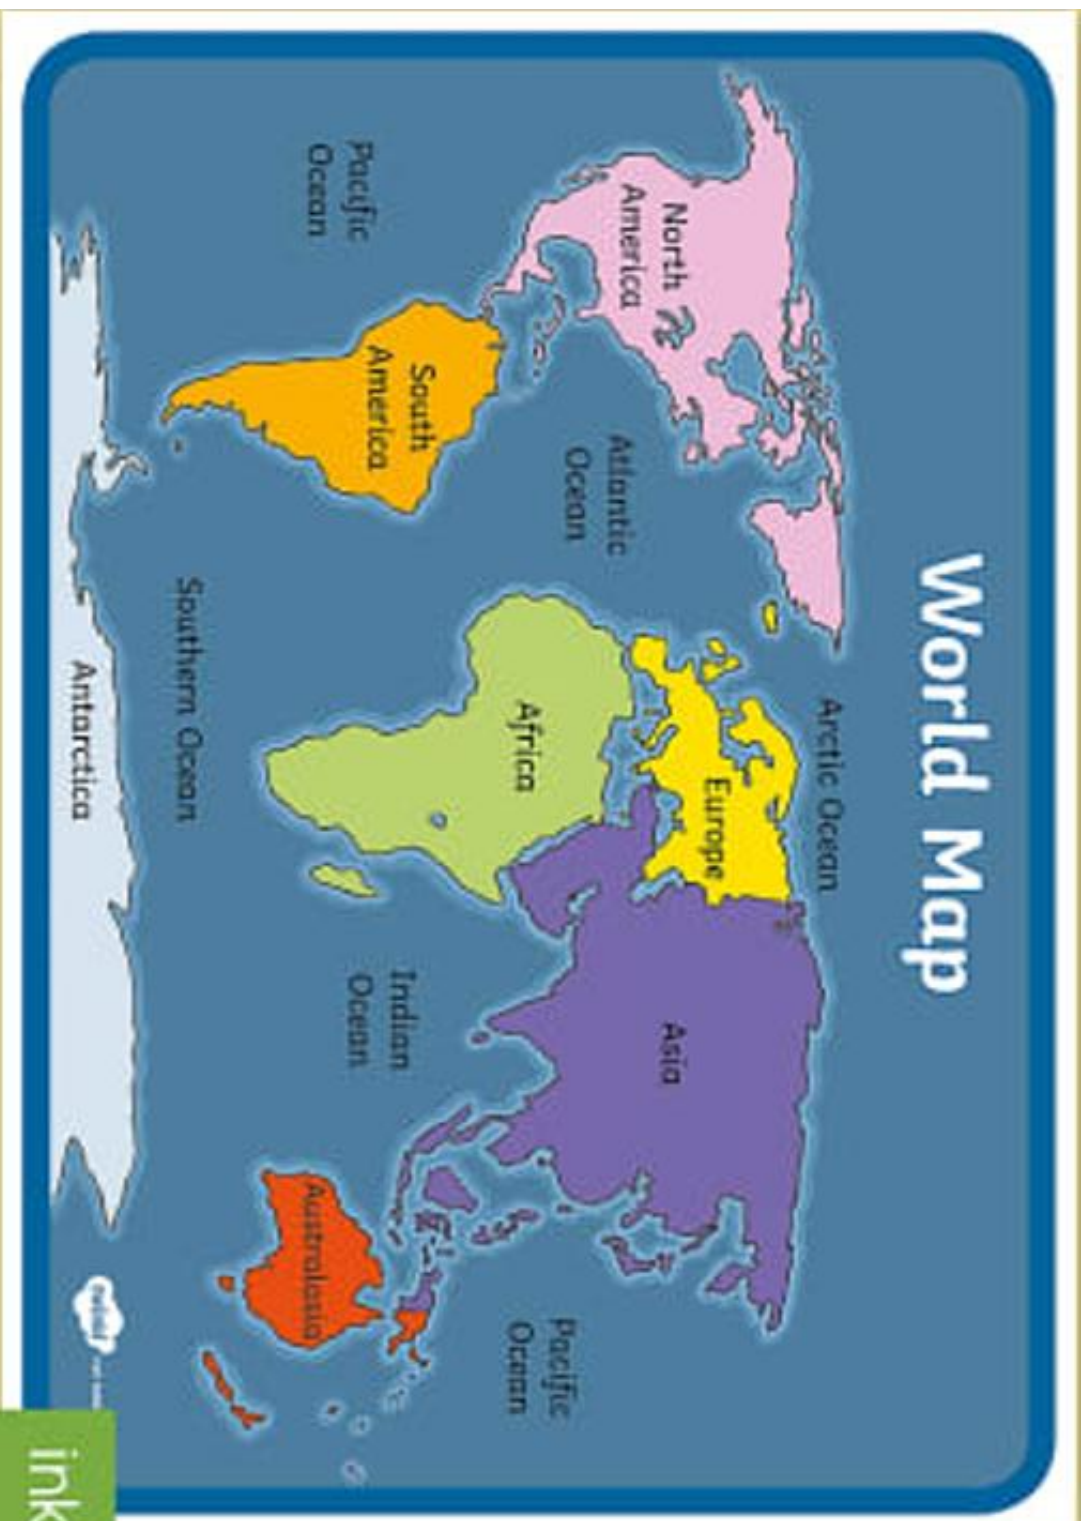 World Map
Arctic Ocean
North
America
Europe
Asia
Atlantic
Ocean
Pacific
Ocean
Africa
South
America
Indian
Ocean
Pacific
Ocean
Australasia
Southern Ocean
Antarctica
twinkl
ink